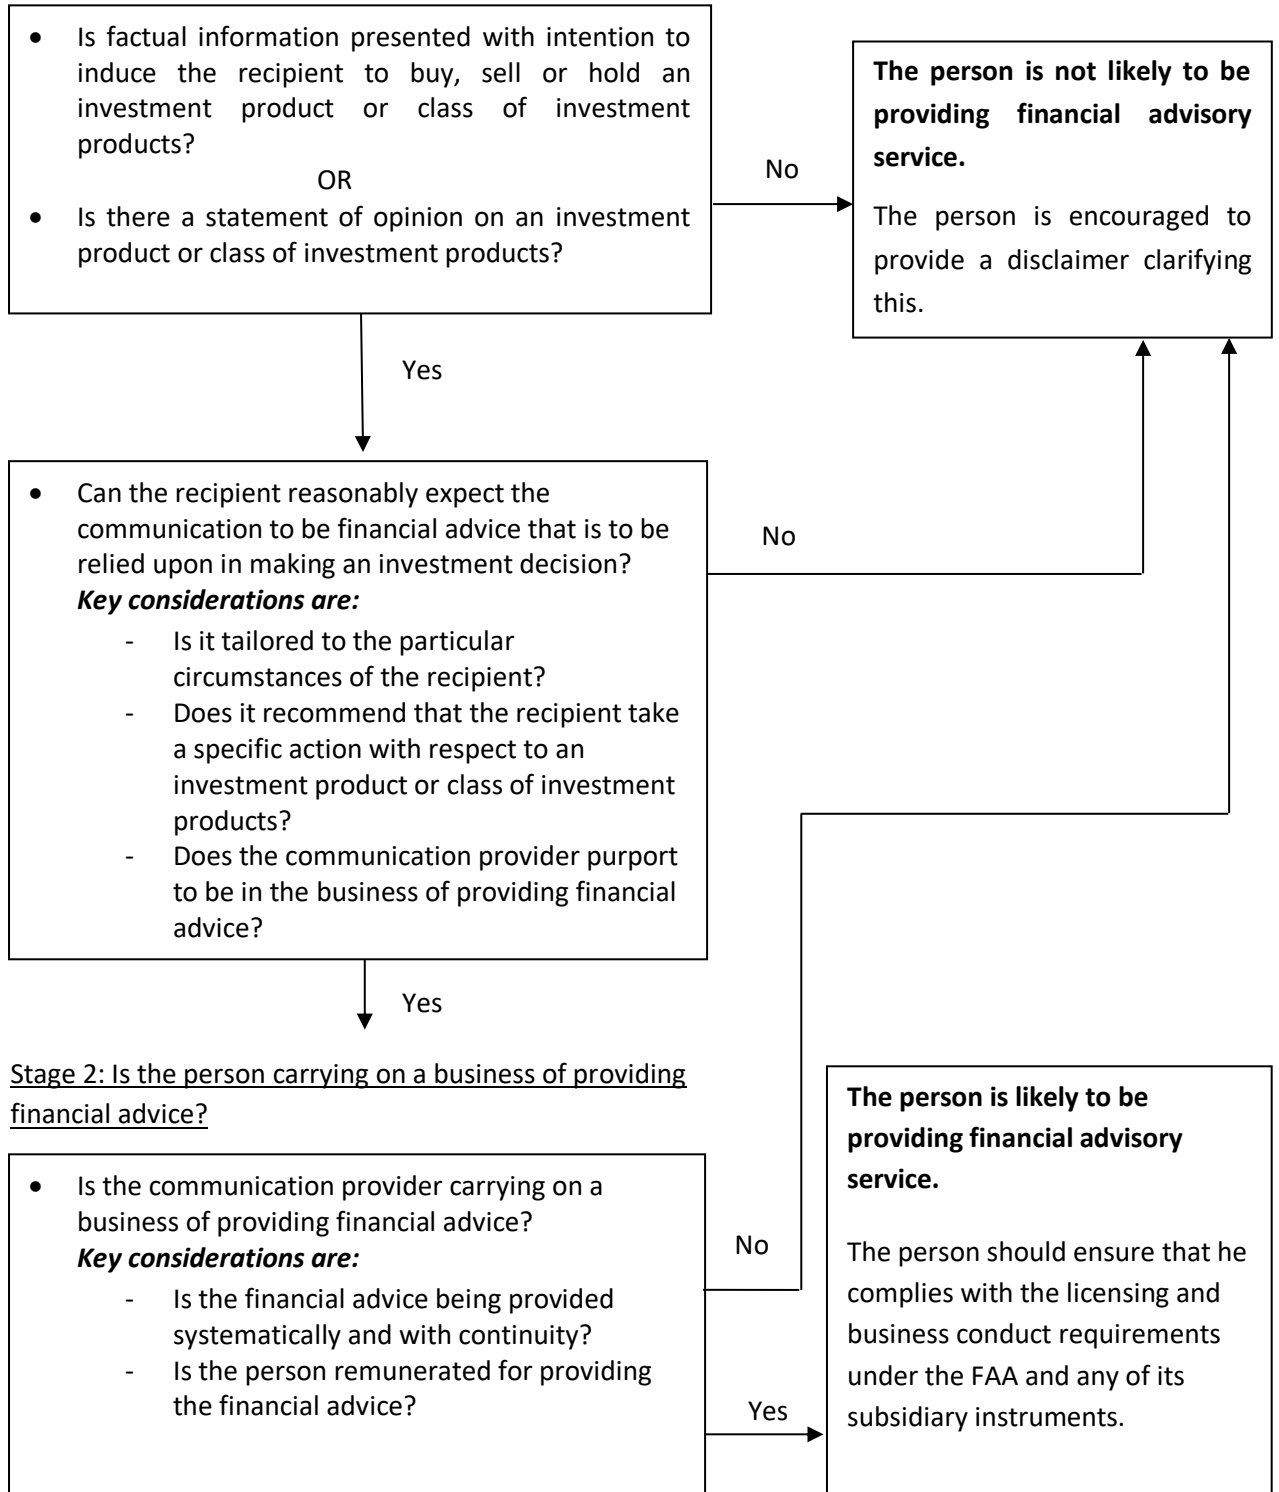 • Is factual information presented with intention to
induce the recipient to buy, sell or hold an
investment product or class of investment
products?
OR
• Is there a statement of opinion on an investment
product or class of investment products?
No
The person is not likely to be
providing financial advisory
service.
The person is encouraged to
provide a disclaimer clarifying
this.
Yes
• Can the recipient reasonably expect the
communication to be financial advice that is to be
relied upon in making an investment decision?
Key considerations are:
- Is it tailored to the particular
circumstances of the recipient?
- Does it recommend that the recipient take
a specific action with respect to an
investment product or class of investment
products?
- Does the communication provider purport
to be in the business of providing financial
advice?
No
Yes
Stage 2: Is the person carrying on a business of providing
financial advice?
• Is the communication provider carrying on a
business of providing financial advice?
Key considerations are:
- Is the financial advice being provided
systematically and with continuity?
- Is the person remunerated for providing
the financial advice?
No
Yes
The person is likely to be
providing financial advisory
service.
The person should ensure that he
complies with the licensing and
business conduct requirements
under the FAA and any of its
subsidiary instruments.